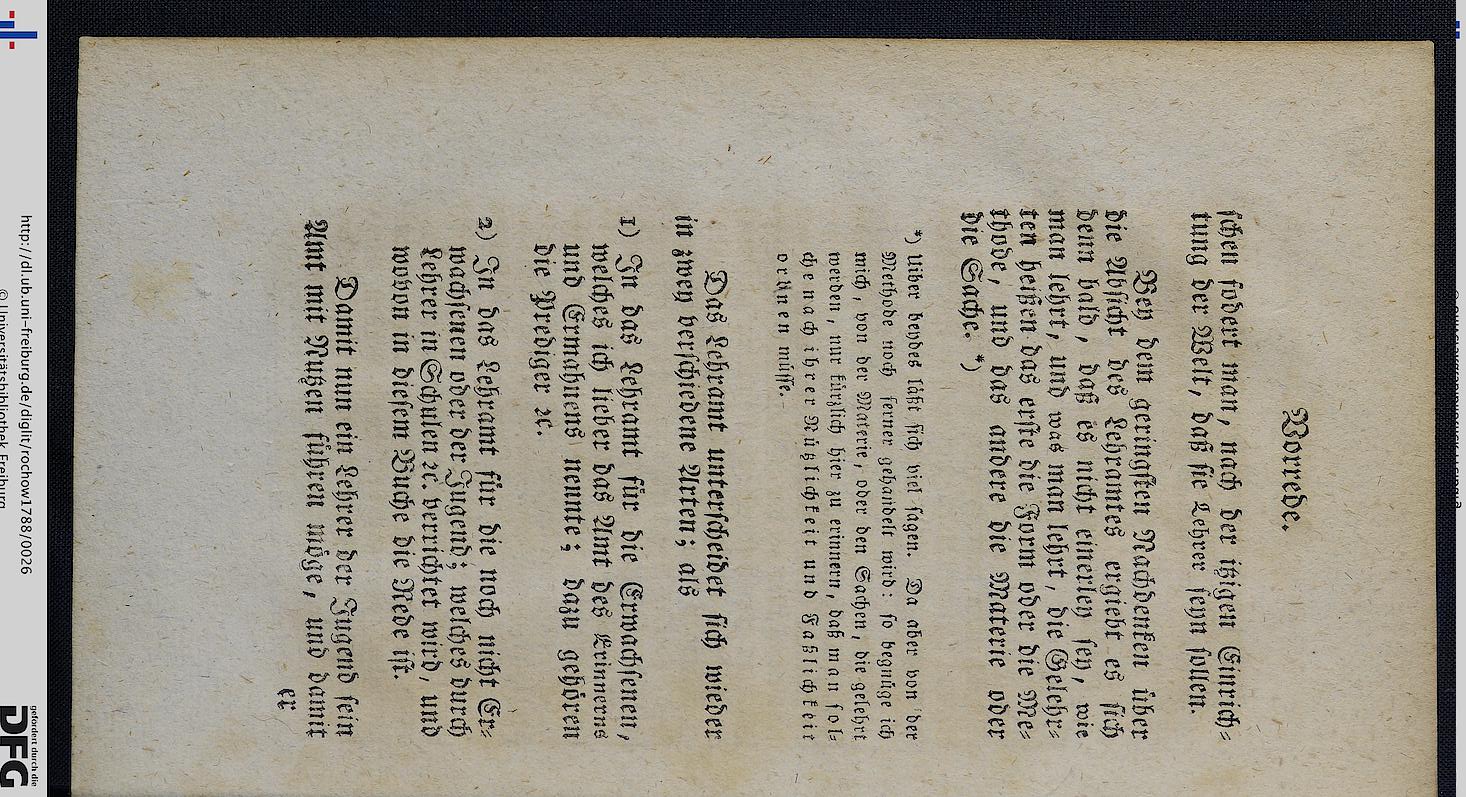 Vorrede.
schen fodert man, nach der itzigen Einrich-
tung der Welt, daß sie Lehrer seyn sollen.
Bey dem geringsten Nachdenken über
die Absicht des Lehramtes ergiebt es sich
denn bald, daß es nicht einerley sey, wie
man lehrt, und was man lehrt, die Gelehr-
ten heißen das erste die Form oder die Me-
thode, und das andere die Materie oder
die Sache. *)
*) Uiber beydes läßt sich viel sagen. Da aber von der
Methode noch ferner gehandelt wird: so begnüge ich
mich, von der Materie, oder den Sachen, die gelehrt
werden, nur kürzlich hier zu erinnern, daß man sol-
che nach ihrer Nützlichkeit und Faßlichkeit
ordnen müsse.
Das Lehramt unterscheidet sich wieder
in zwey verschiedene Arten; als
1) In das Lehramt für die Erwachsenen,
welches ich lieber das Amt des Erinnerns
und Ermahnens nennte; dazu gehören
die Prediger ꝛc.
2) In das Lehramt für die noch nicht Er-
wachsenen oder der Jugend; welches durch
Lehrer in Schulen ꝛc verrichtet wird, und
wovon in diesem Buche die Rede ist.
Damit nun ein Lehrer der Jugend sein
Amt mit Nutzen führen möge, und damit
er
http://dl.ub.uni-freiburg.de/diglit/rochow1788/0026
© Universitätsbibliothek Freiburg
gefördert durch die
DFG